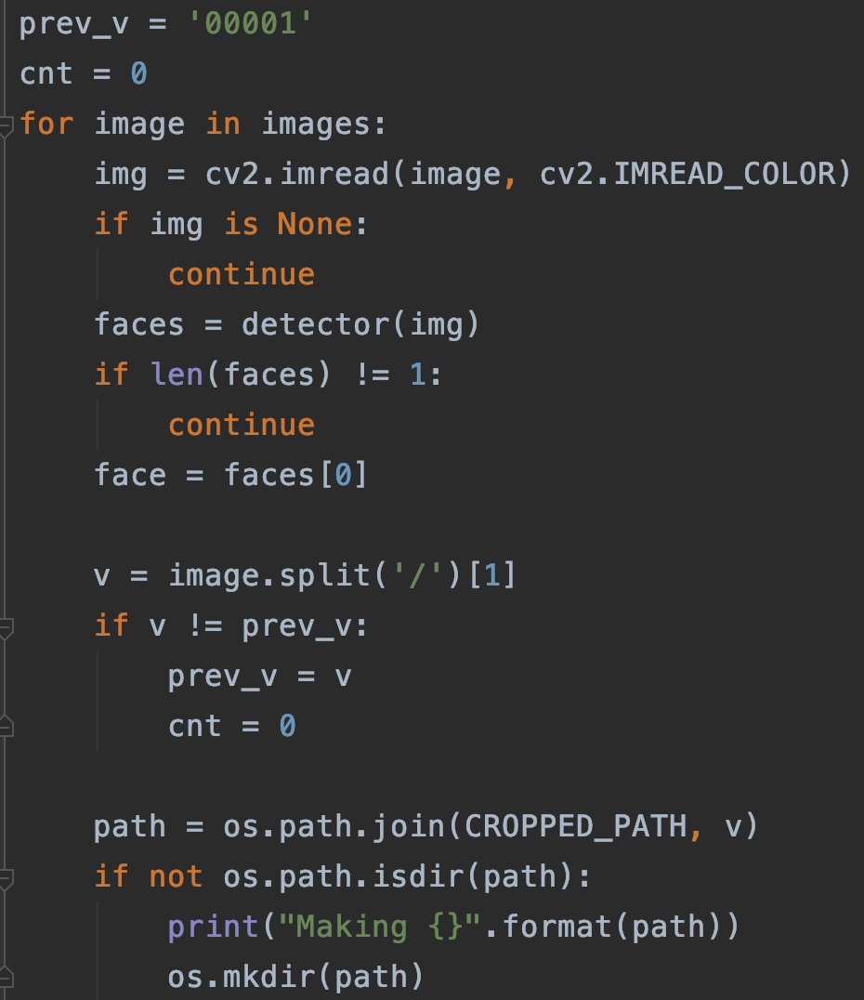 prev_v = '00001'
cnt = 0
for image in images:
    img = cv2.imread(image, cv2.IMREAD_COLOR)
    if img is None:
        continue
    faces = detector(img)
    if len(faces) != 1:
        continue
    face = faces[0]

    v = image.split('/')[1]
    if v != prev_v:
        prev_v = v
        cnt = 0

    path = os.path.join(CROPPED_PATH, v)
    if not os.path.isdir(path):
        print("Making {}".format(path))
        os.mkdir(path)